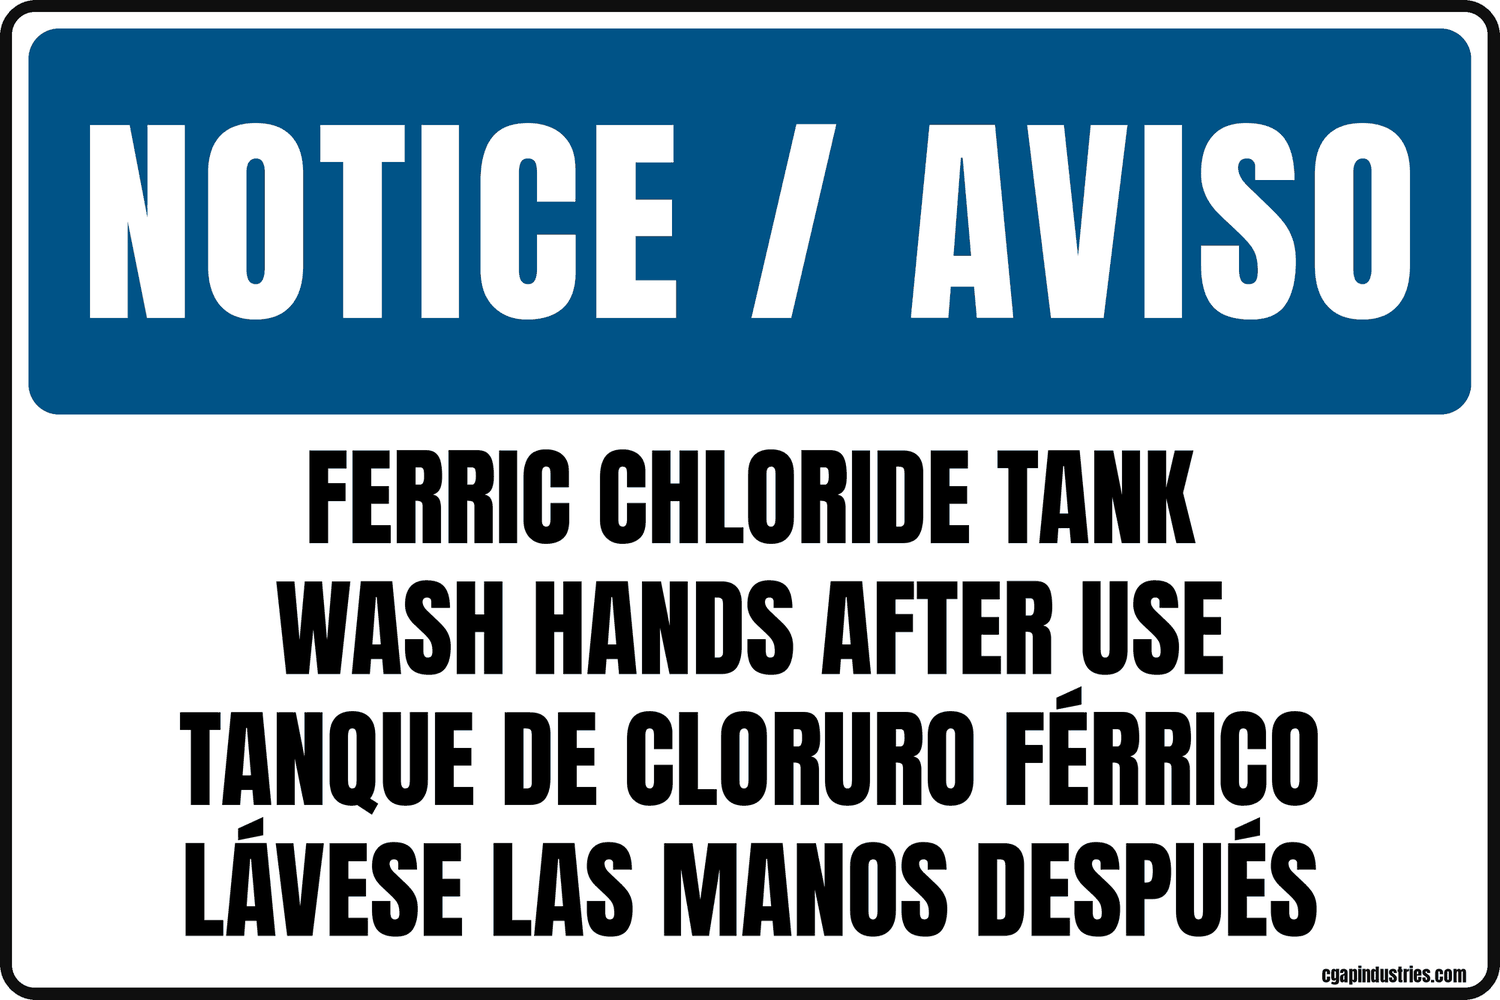 NOTICE / AVISO
FERRIC CHLORIDE TANK
WASH HANDS AFTER USE
TANQUE DE CLORURO FÉRRICO
LÁVESE LAS MANOS DESPUÉS
cgapindustries.com